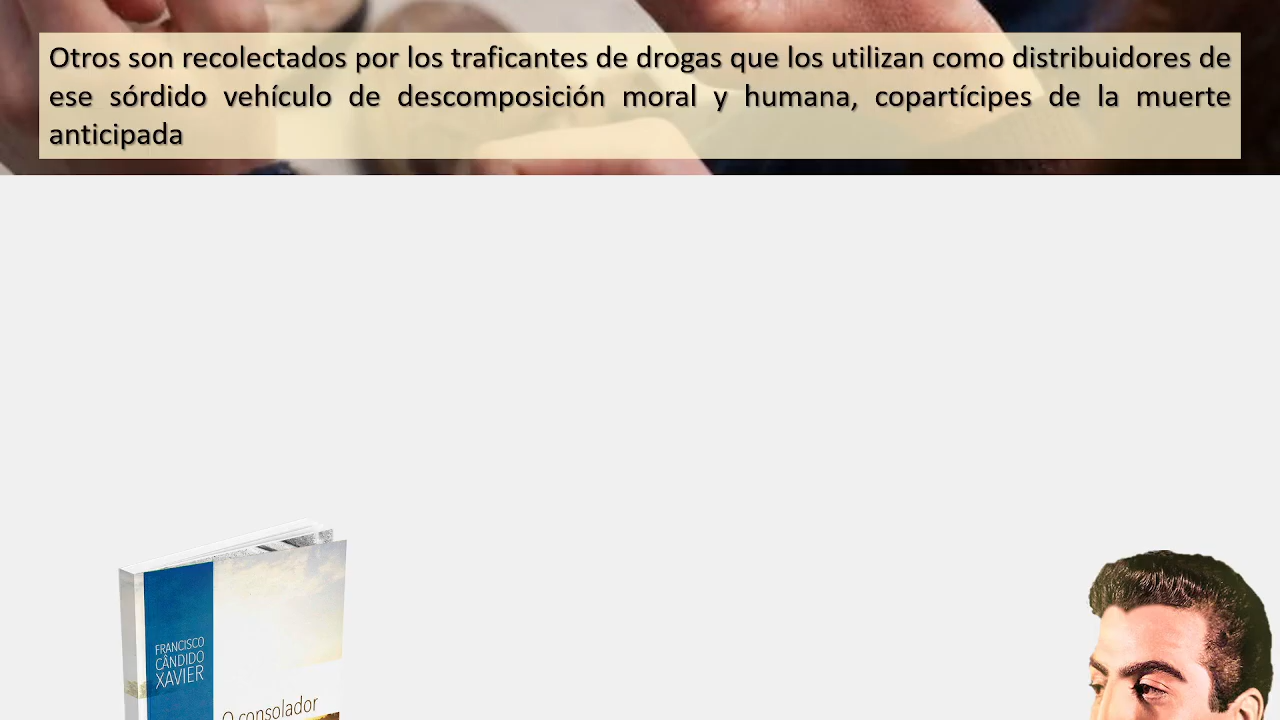 Otros son recolectados por los traficantes de drogas que los utilizan como distribuidores de
ese sórdido vehículo de descomposición moral y humana, copartícipes de la muerte
anticipada
FRANCISCO
CÂNDIDO
XAVIER
O consolador